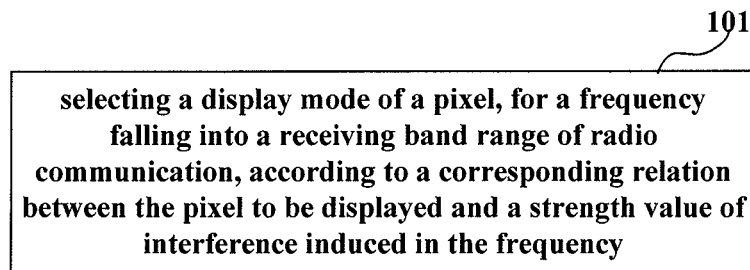 101
selecting a display mode of a pixel, for a frequency
falling into a receiving band range of radio
communication, according to a corresponding relation
between the pixel to be displayed and a strength value of
interference induced in the frequency